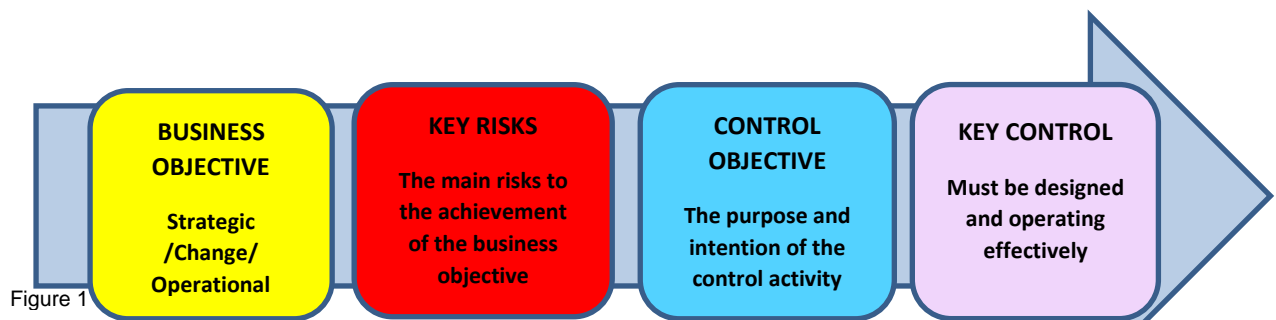 BUSINESS
OBJECTIVE
Strategic
/Change/
Operational
KEY RISKS
The main risks to
the achievement
of the business
objective
CONTROL
OBJECTIVE
The purpose and
intention of the
control activity
KEY CONTROL
Must be designed
and operating
effectively
Figure 1